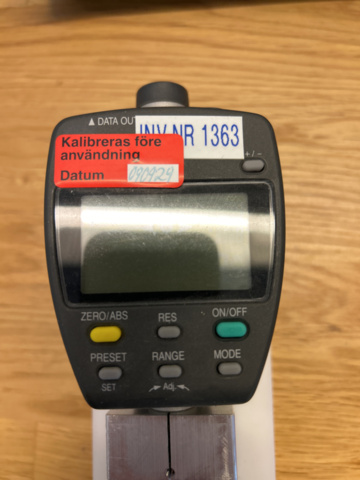 ▲ DATA OUT
INV NR 1363
Kalibreras före
användning
Datum 090929
+/−
ZERO/ABS
RES
ON/OFF
PRESET
RANGE
MODE
SET
Adj.